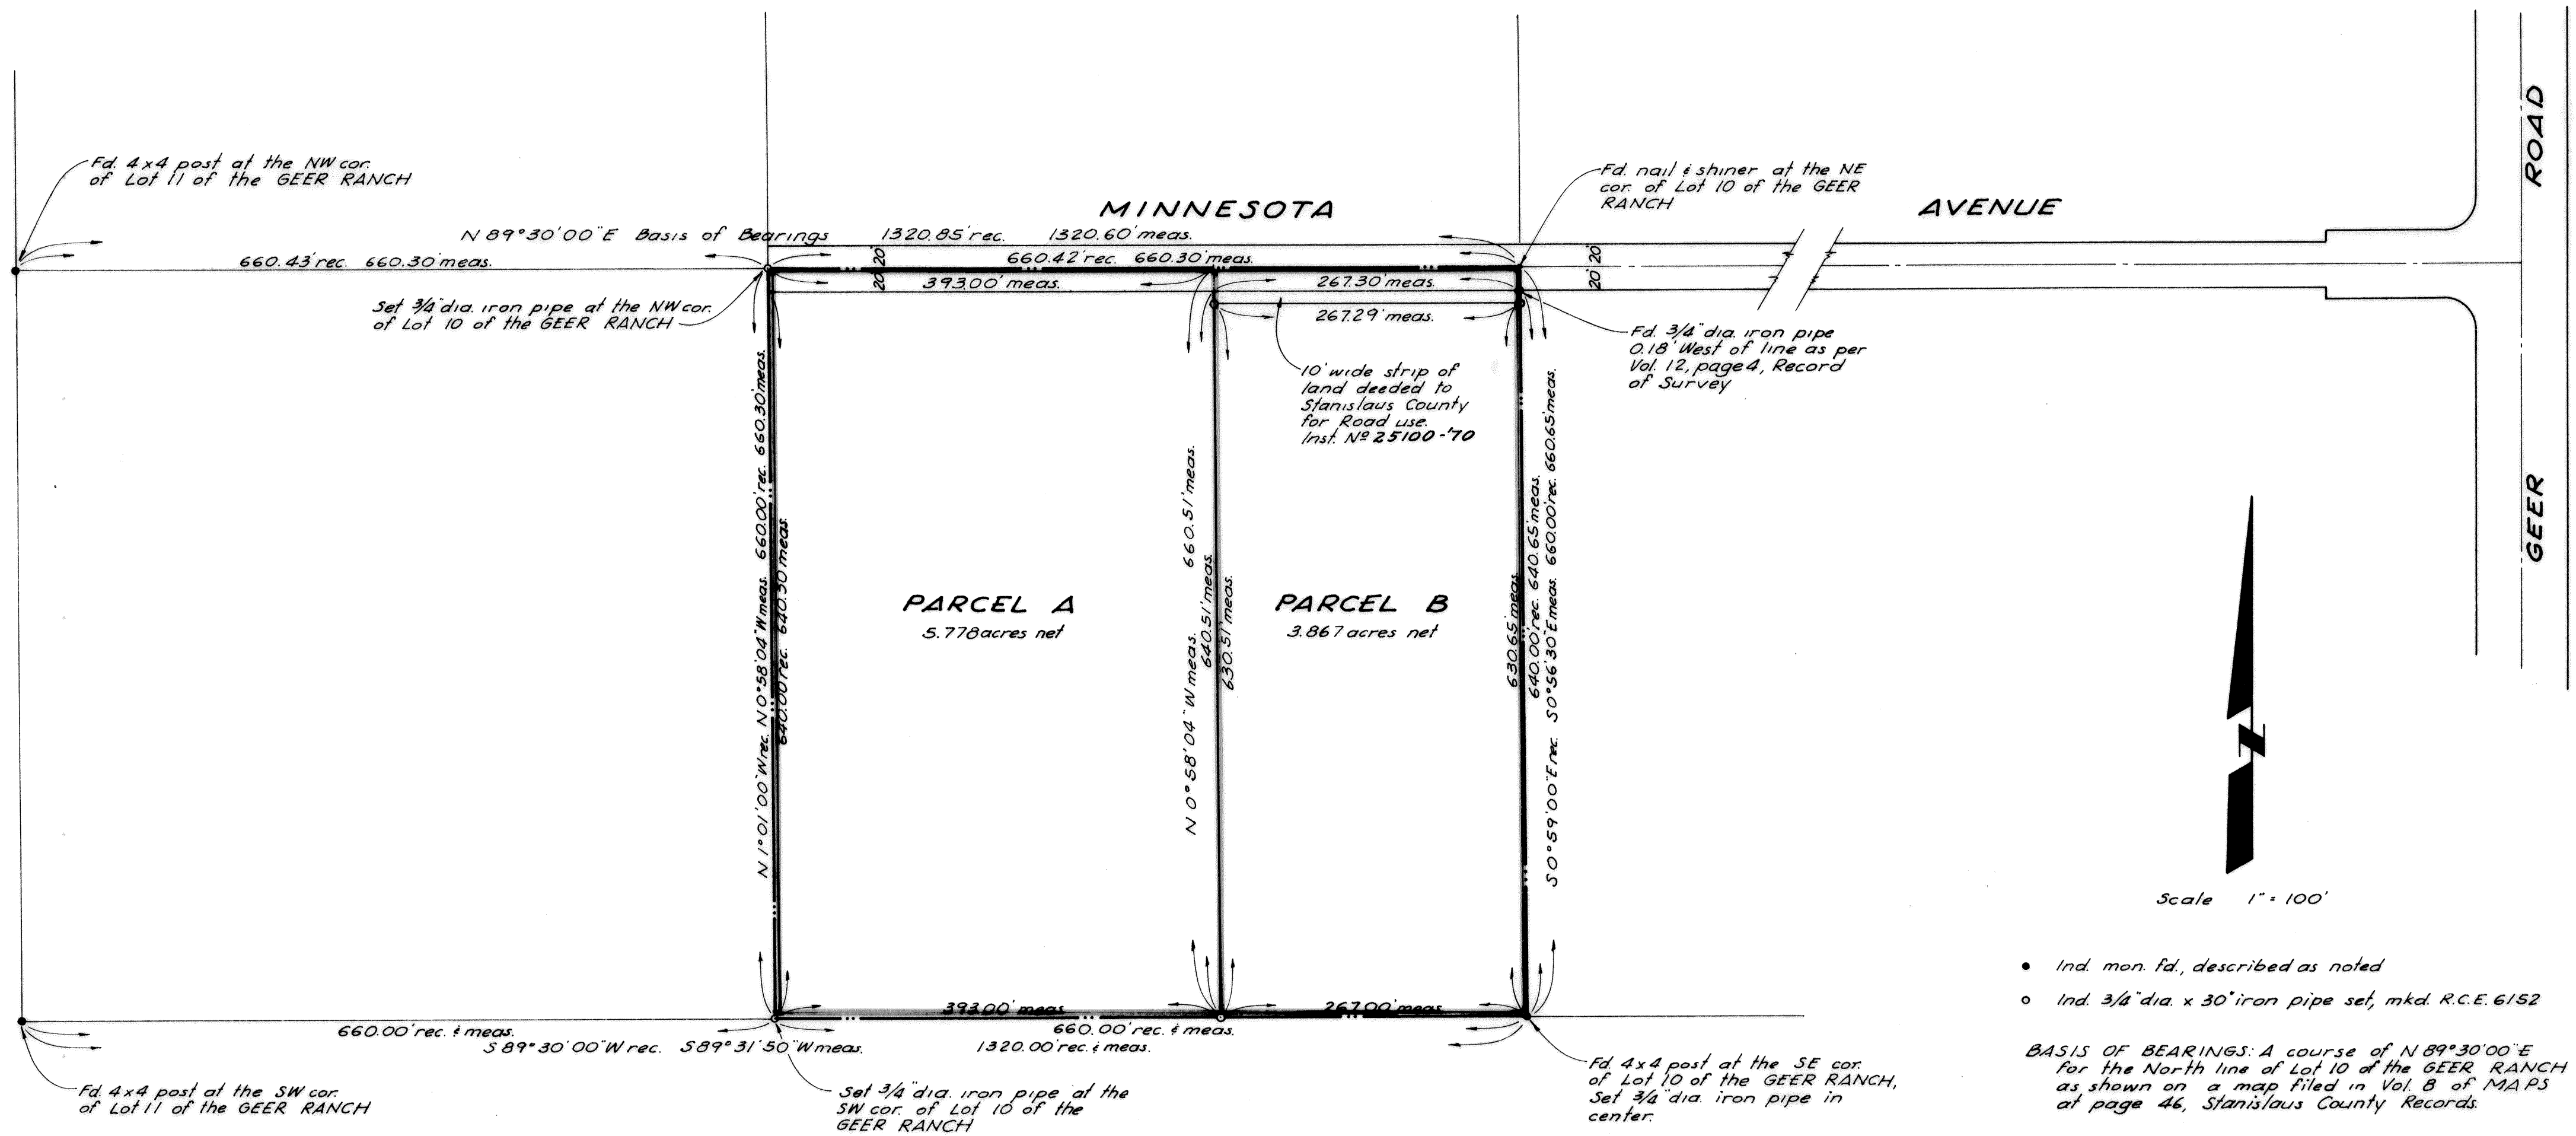 Fd. 4x4 post at the NW cor.
of Lot 11 of the GEER RANCH
Fd. nail & shiner at the NE
cor. of Lot 10 of the GEER
RANCH
MINNESOTA
AVENUE
ROAD
GEER
N 89°30'00"E Basis of Bearings 1320.85' rec. 1320.60' meas.
660.43' rec. 660.30' meas.
660.42' rec. 660.30' meas.
20' 20'
20' 20'
393.00' meas.
267.30' meas.
267.29' meas.
Set 3/4" dia. iron pipe at the NW cor.
of Lot 10 of the GEER RANCH
Fd. 3/4" dia. iron pipe
0.18' West of line as per
Vol. 12, page 4, Record
of Survey
10' wide strip of
land deeded to
Stanislaus County
for Road use.
Inst. Nº 25100-'70
N 1°01'00"W rec. N 0°58'04"W meas. 660.00' rec. 660.30' meas.
640.00' rec. 640.30' meas.
N 0°58'04"W meas. 660.51' meas.
640.51' meas.
630.51' meas.
630.65' meas.
640.00' rec. 640.65' meas.
S 0°59'00"E rec. S 0°56'30"E meas. 660.00' rec. 660.65' meas.
PARCEL A
5.778 acres net
PARCEL B
3.867 acres net
Z
Scale 1" = 100'
Ind. mon. fd., described as noted
Ind. 3/4" dia. x 30" iron pipe set, mkd. R.C.E. 6152
BASIS OF BEARINGS: A course of N 89°30'00"E
for the North line of Lot 10 of the GEER RANCH
as shown on a map filed in Vol. 8 of MAPS
at page 46, Stanislaus County Records.
393.00' meas.
267.00' meas.
660.00' rec. & meas.
660.00' rec. & meas.
S 89°30'00"W rec. S 89°31'50"W meas. 1320.00' rec. & meas.
Fd. 4x4 post at the SW cor.
of Lot 11 of the GEER RANCH
Set 3/4" dia. iron pipe at the
SW cor. of Lot 10 of the
GEER RANCH
Fd. 4x4 post at the SE cor.
of Lot 10 of the GEER RANCH,
Set 3/4" dia. iron pipe in
center.